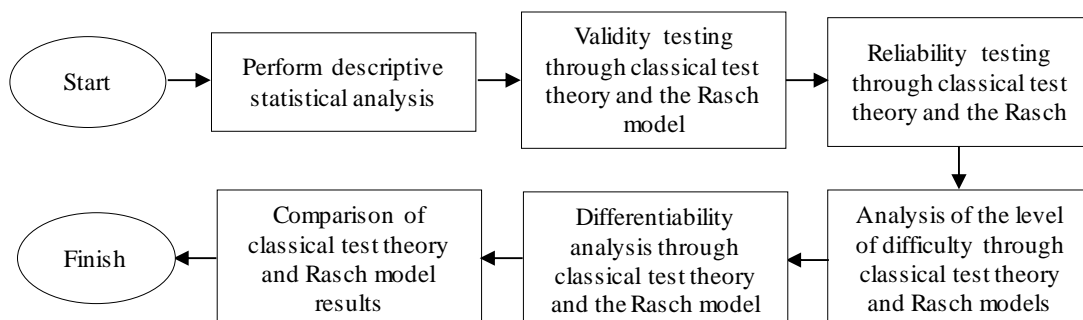 Start
Perform descriptive
statistical analysis
Validity testing
through classical test
theory and the Rasch
model
Reliability testing
through classical test
theory and the Rasch
Analysis of the level
of difficulty through
classical test theory
and Rasch models
Differentiability
analysis through
classical test theory
and the Rasch model
Comparison of
classical test theory
and Rasch model
results
Finish